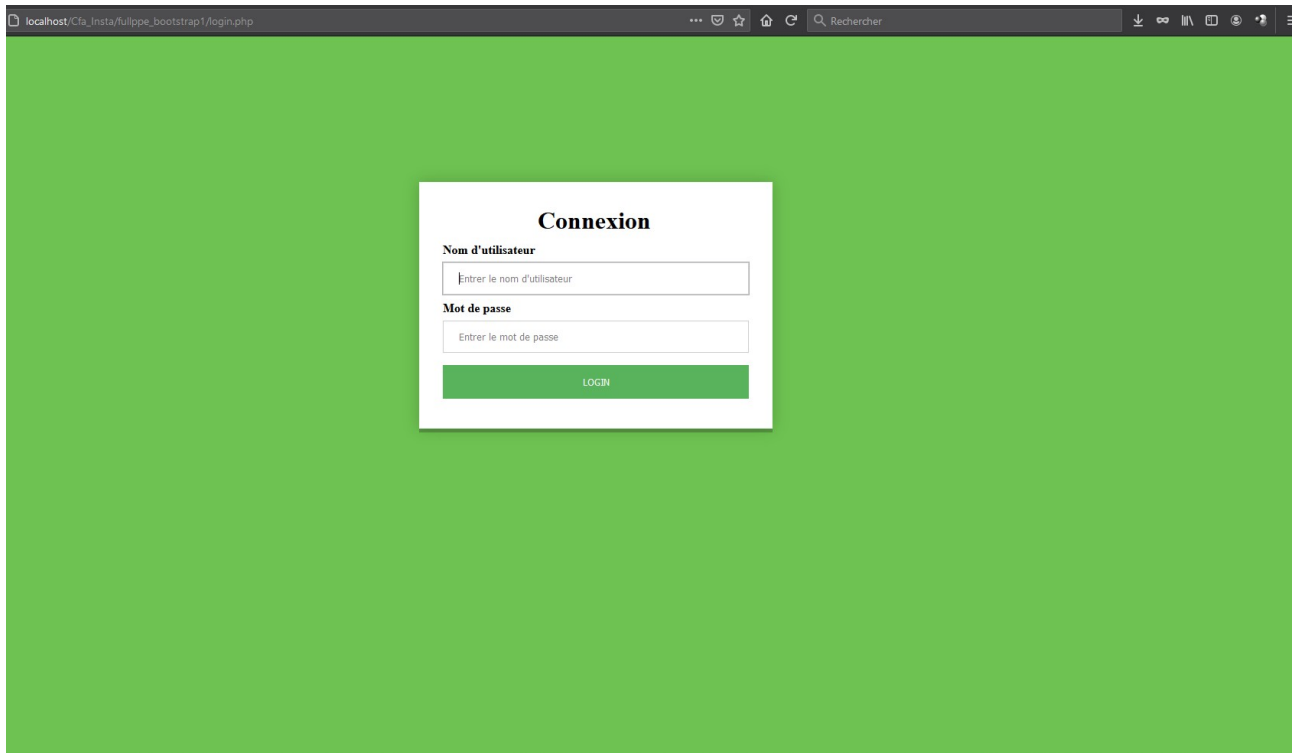 localhost/Cfa_Insta/fullppe_bootstrap1/login.php
Rechercher
Connexion
Nom d'utilisateur
Entrer le nom d'utilisateur
Mot de passe
Entrer le mot de passe
LOGIN